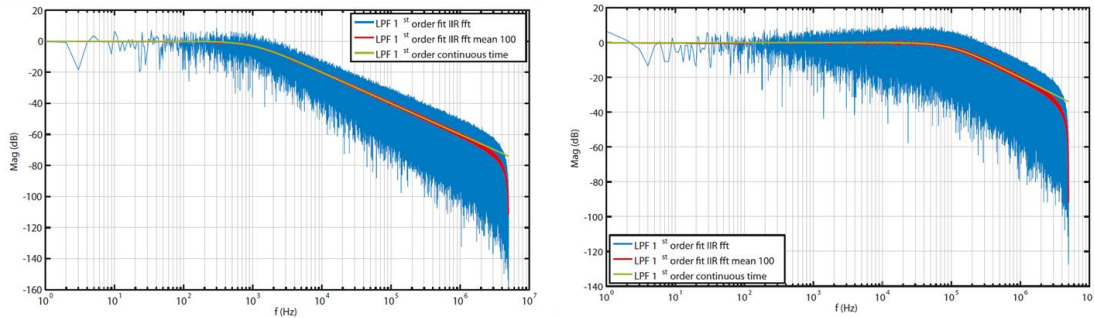 20
0
-20
-40
-60
-80
-100
-120
-140
-160
Mag (dB)
10^0 10^1 10^2 10^3 10^4 10^5 10^6 10^7
f (Hz)
LPF 1 st order fit IIR fft
LPF 1 st order fit IIR fft mean 100
LPF 1 st order continuous time
20
0
-20
-40
-60
-80
-100
-120
-140
Mag (dB)
10^0 10^1 10^2 10^3 10^4 10^5 10^6 10^7
f (Hz)
LPF 1 st order fit IIR fft
LPF 1 st order fit IIR fft mean 100
LPF 1 st order continuous time